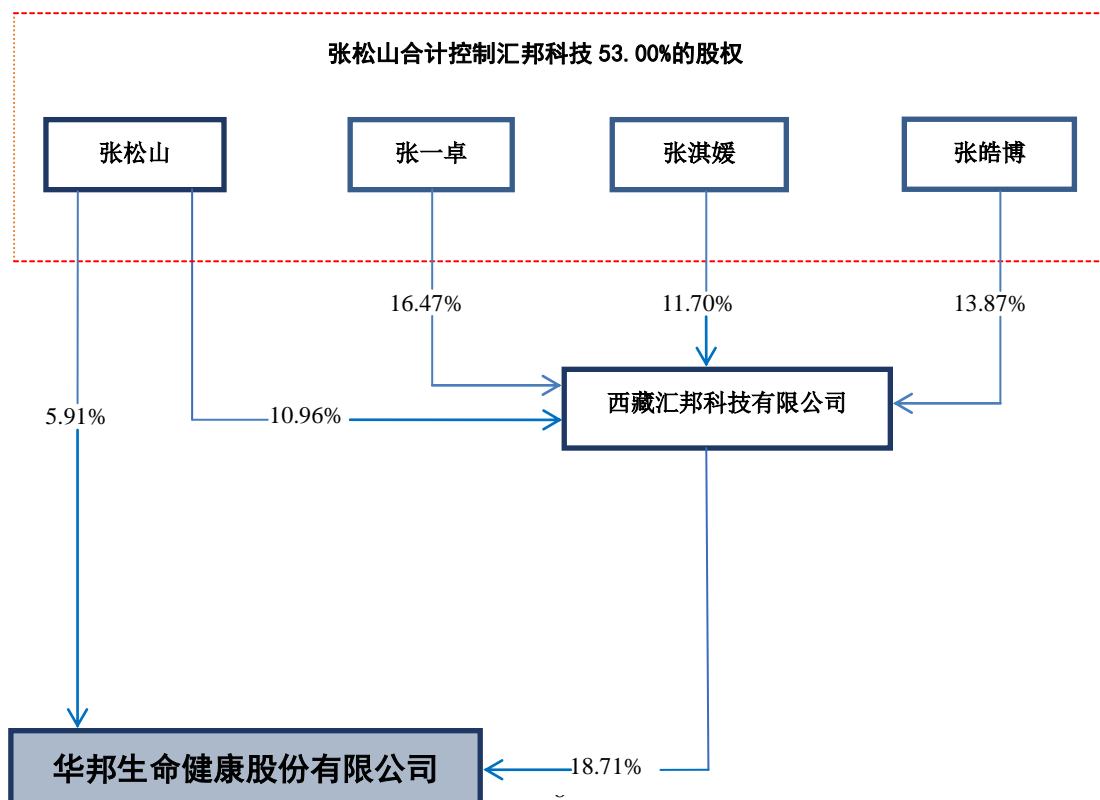 张松山合计控制汇邦科技 53.00%的股权
张松山
张一卓
张淇媛
张皓博
16.47%
11.70%
13.87%
西藏汇邦科技有限公司
5.91%
10.96%
华邦生命健康股份有限公司
18.71%